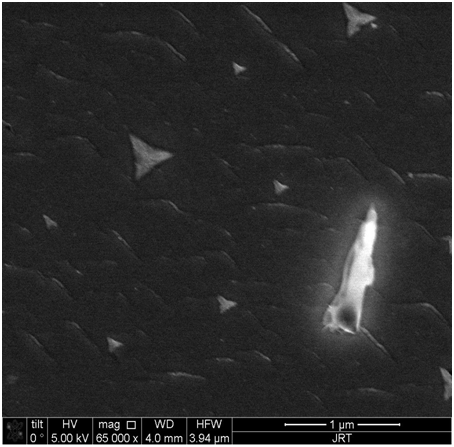 tilt HV mag WD HFW 1 µm
0 ° 5.00 kV 65 000 x 4.0 mm 3.94 µm JRT